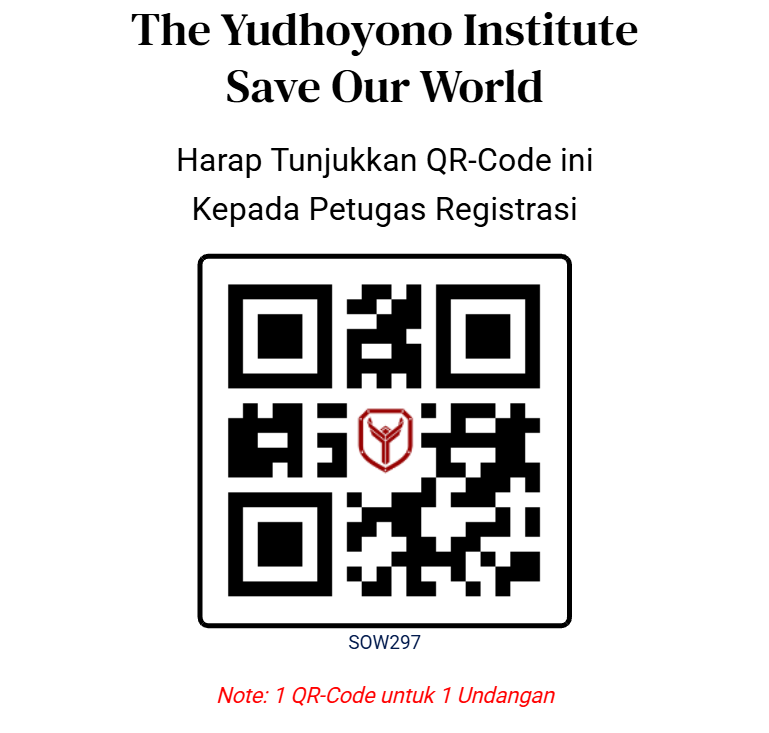 The Yudhoyono Institute
Save Our World
Harap Tunjukkan QR-Code ini
Kepada Petugas Registrasi
SOW297
Note: 1 QR-Code untuk 1 Undangan